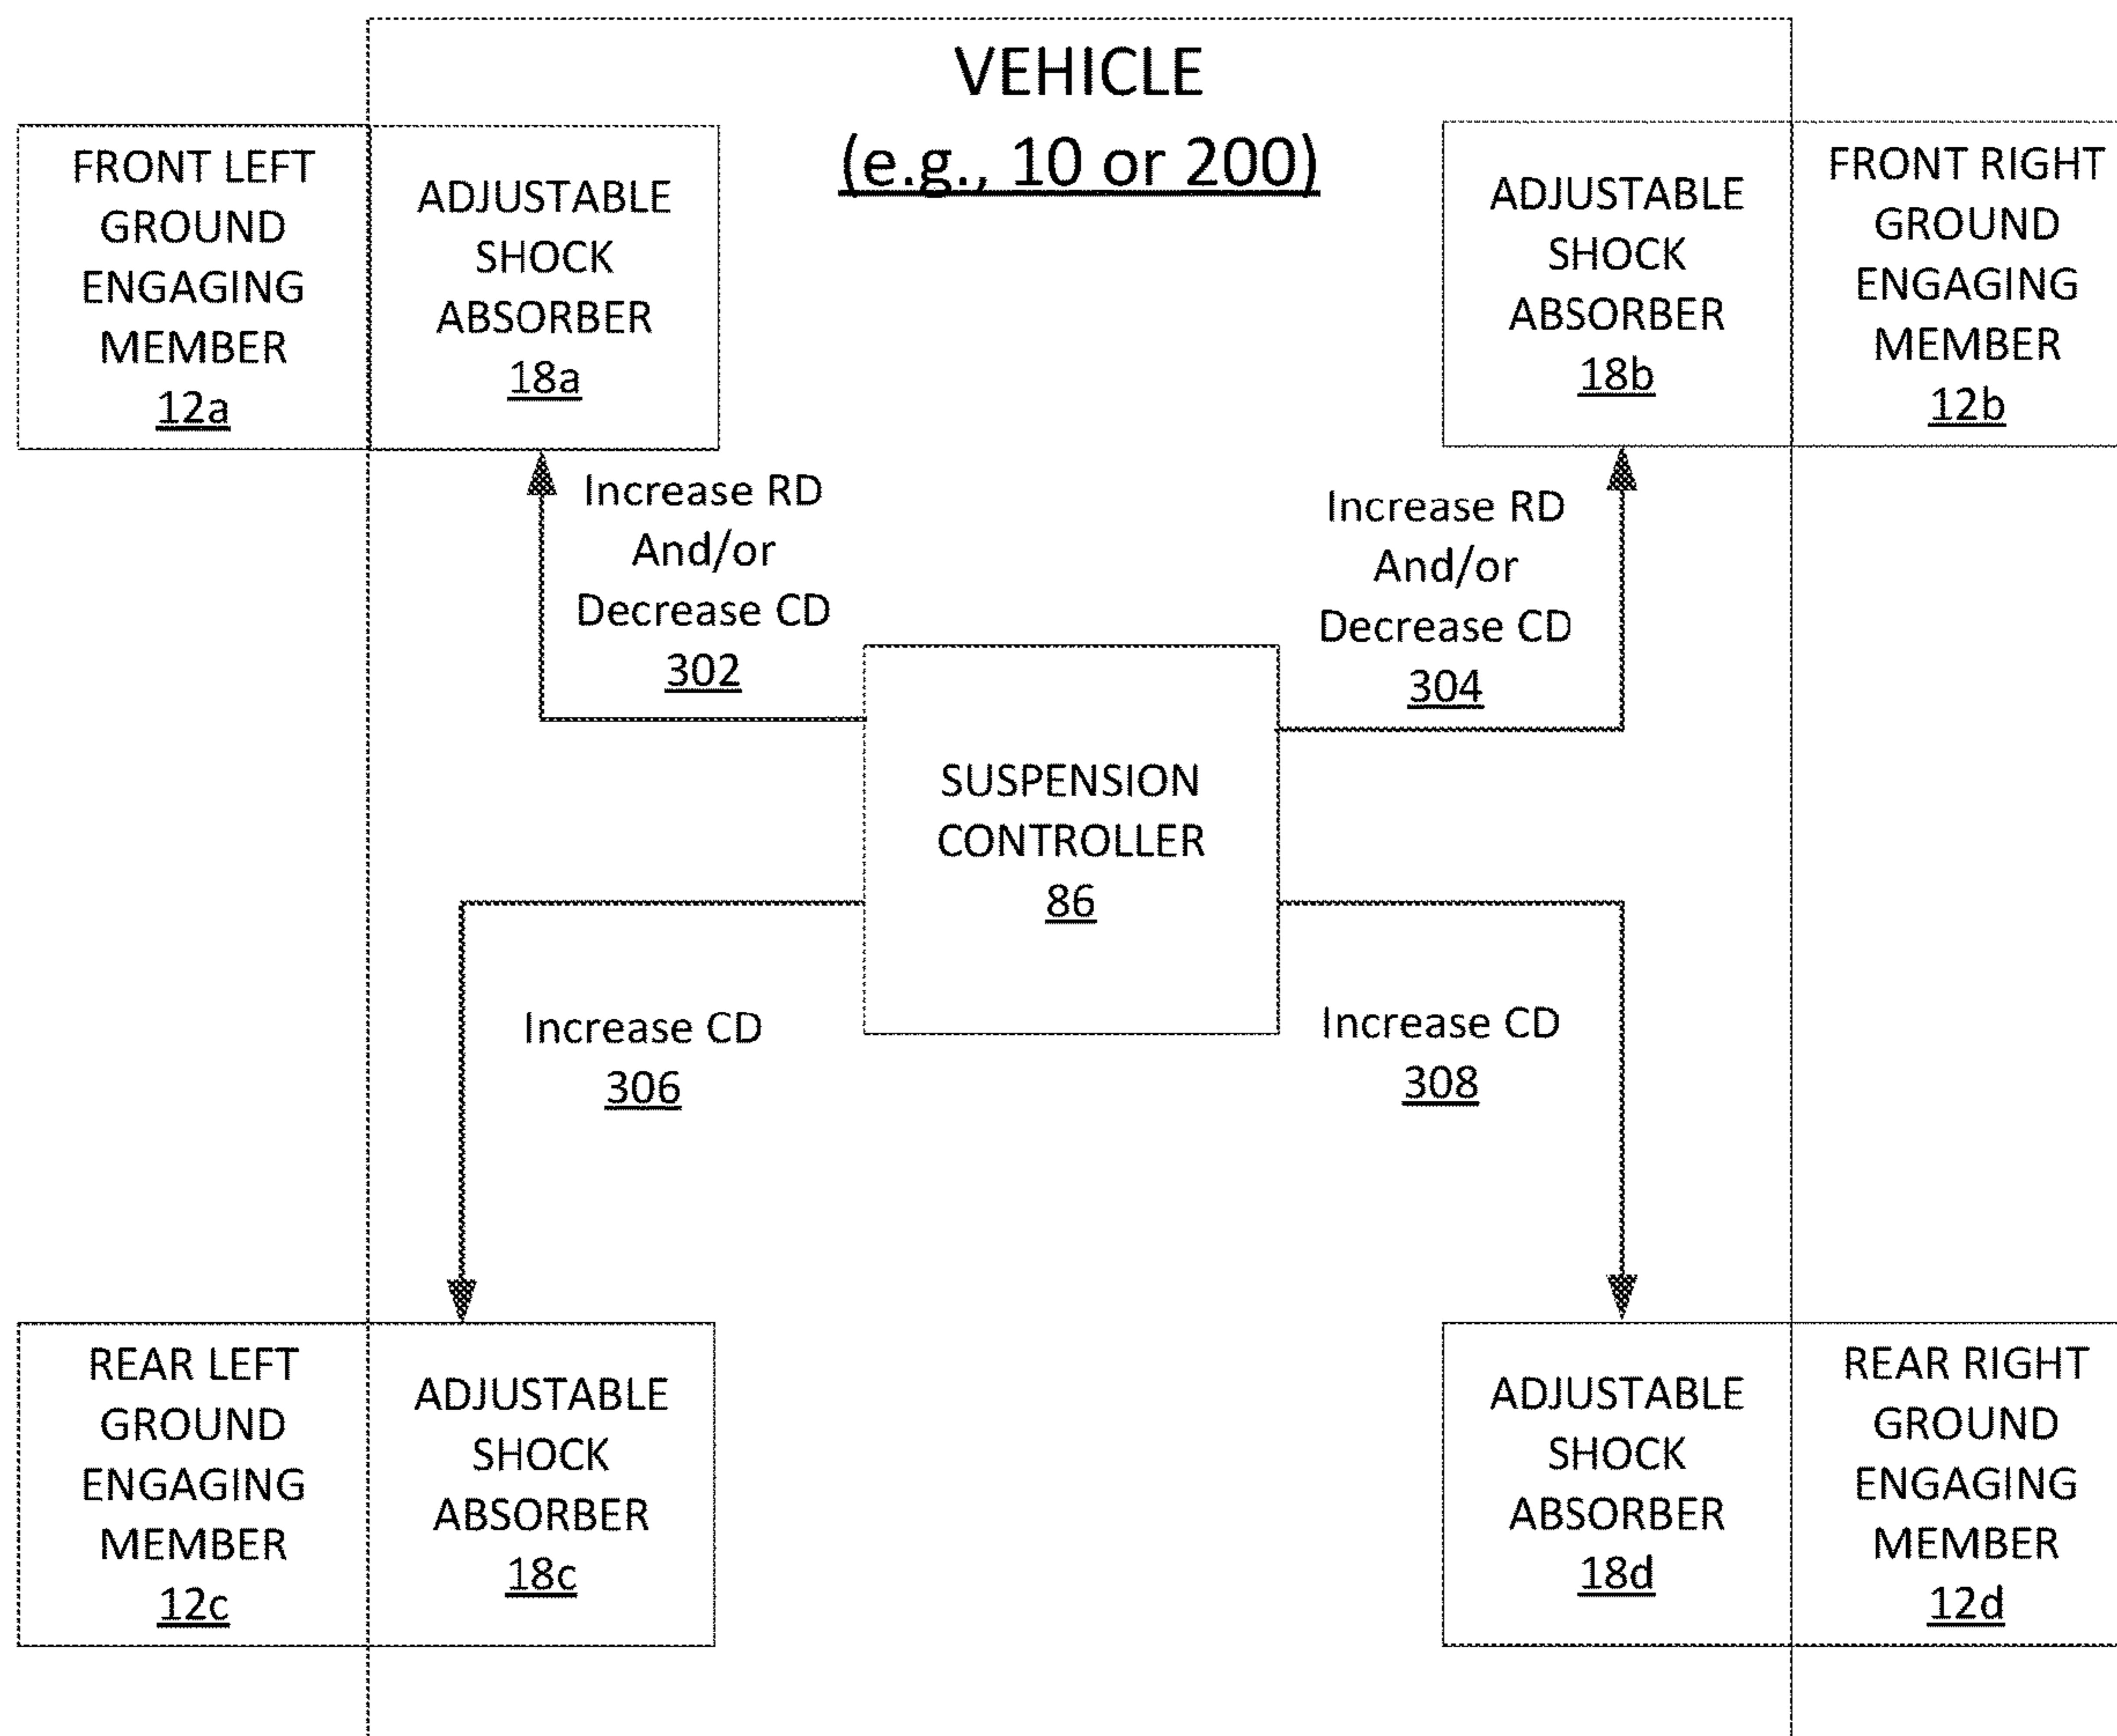 VEHICLE
(e.g., 10 or 200)
FRONT LEFT
GROUND
ENGAGING
MEMBER
12a
ADJUSTABLE
SHOCK
ABSORBER
18a
ADJUSTABLE
SHOCK
ABSORBER
18b
FRONT RIGHT
GROUND
ENGAGING
MEMBER
12b
Increase RD
And/or
Decrease CD
302
Increase RD
And/or
Decrease CD
304
SUSPENSION
CONTROLLER
86
Increase CD
306
Increase CD
308
REAR LEFT
GROUND
ENGAGING
MEMBER
12c
ADJUSTABLE
SHOCK
ABSORBER
18c
ADJUSTABLE
SHOCK
ABSORBER
18d
REAR RIGHT
GROUND
ENGAGING
MEMBER
12d